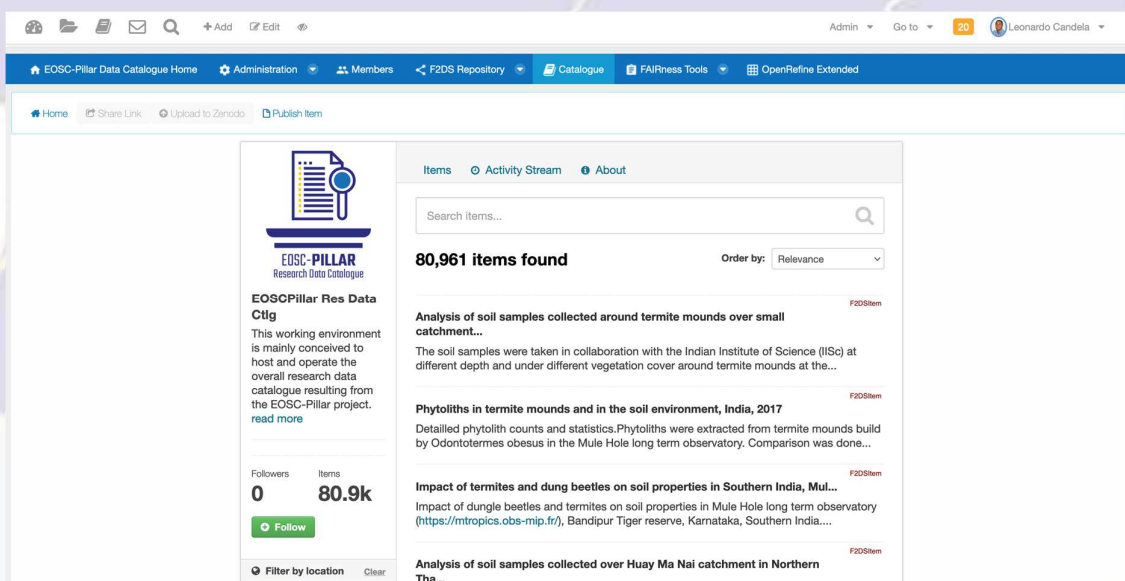 Add Edit Admin Go to 20 Leonardo Candela
EOSC-Pillar Data Catalogue Home Administration Members F2DS Repository Catalogue FAIRness Tools OpenRefine Extended
Home Share Link Upload to Zenodo Publish Item
EOSC-PILLAR
Research Data Catalogue
EOSCPillar Res Data
Ctlg
This working environment
is mainly conceived to
host and operate the
overall research data
catalogue resulting from
the EOSC-Pillar project.
read more
Followers Items
0 80.9k
Follow
Filter by location Clear
Items Activity Stream About
Search items...
80,961 items found Order by: Relevance
F2DSItem
Analysis of soil samples collected around termite mounds over small
catchment...
The soil samples were taken in collaboration with the Indian Institute of Science (IISc) at
different depth and under different vegetation cover around termite mounds at the...
F2DSItem
Phytoliths in termite mounds and in the soil environment, India, 2017
Detailled phytolith counts and statistics.Phytoliths were extracted from termite mounds build
by Odontotermes obesus in the Mule Hole long term observatory. Comparison was done...
F2DSItem
Impact of termites and dung beetles on soil properties in Southern India, Mul...
Impact of dungle beetles and termites on soil properties in Mule Hole long term observatory
(https://mtropics.obs-mip.fr/), Bandipur Tiger reserve, Karnataka, Southern India....
F2DSItem
Analysis of soil samples collected over Huay Ma Nai catchment in Northern
Tha...